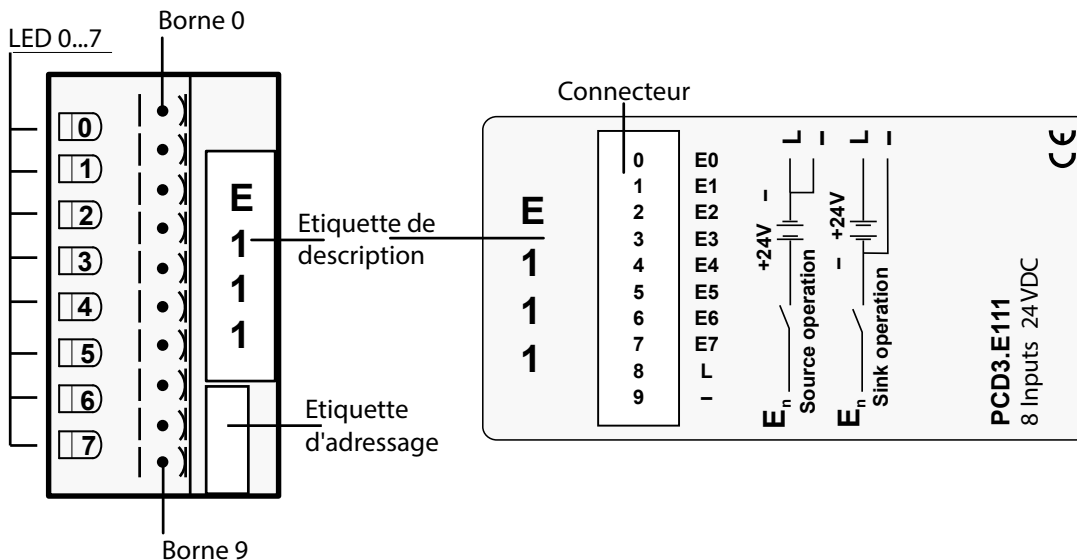 Borne 0
LED 0...7
0
1
2
3
4
5
6
7
E
1
1
1
Borne 9
Etiquette de
description
Etiquette
d'adressage
E
1
1
1
Connecteur
0 E0
1 E1
2 E2
3 E3
4 E4
5 E5
6 E6
7 E7
8 L
9 –
En
Source operation
+24V –
L
–
En
Sink operation
– +24V
L
–
PCD3.E111
8 Inputs 24 VDC
CE